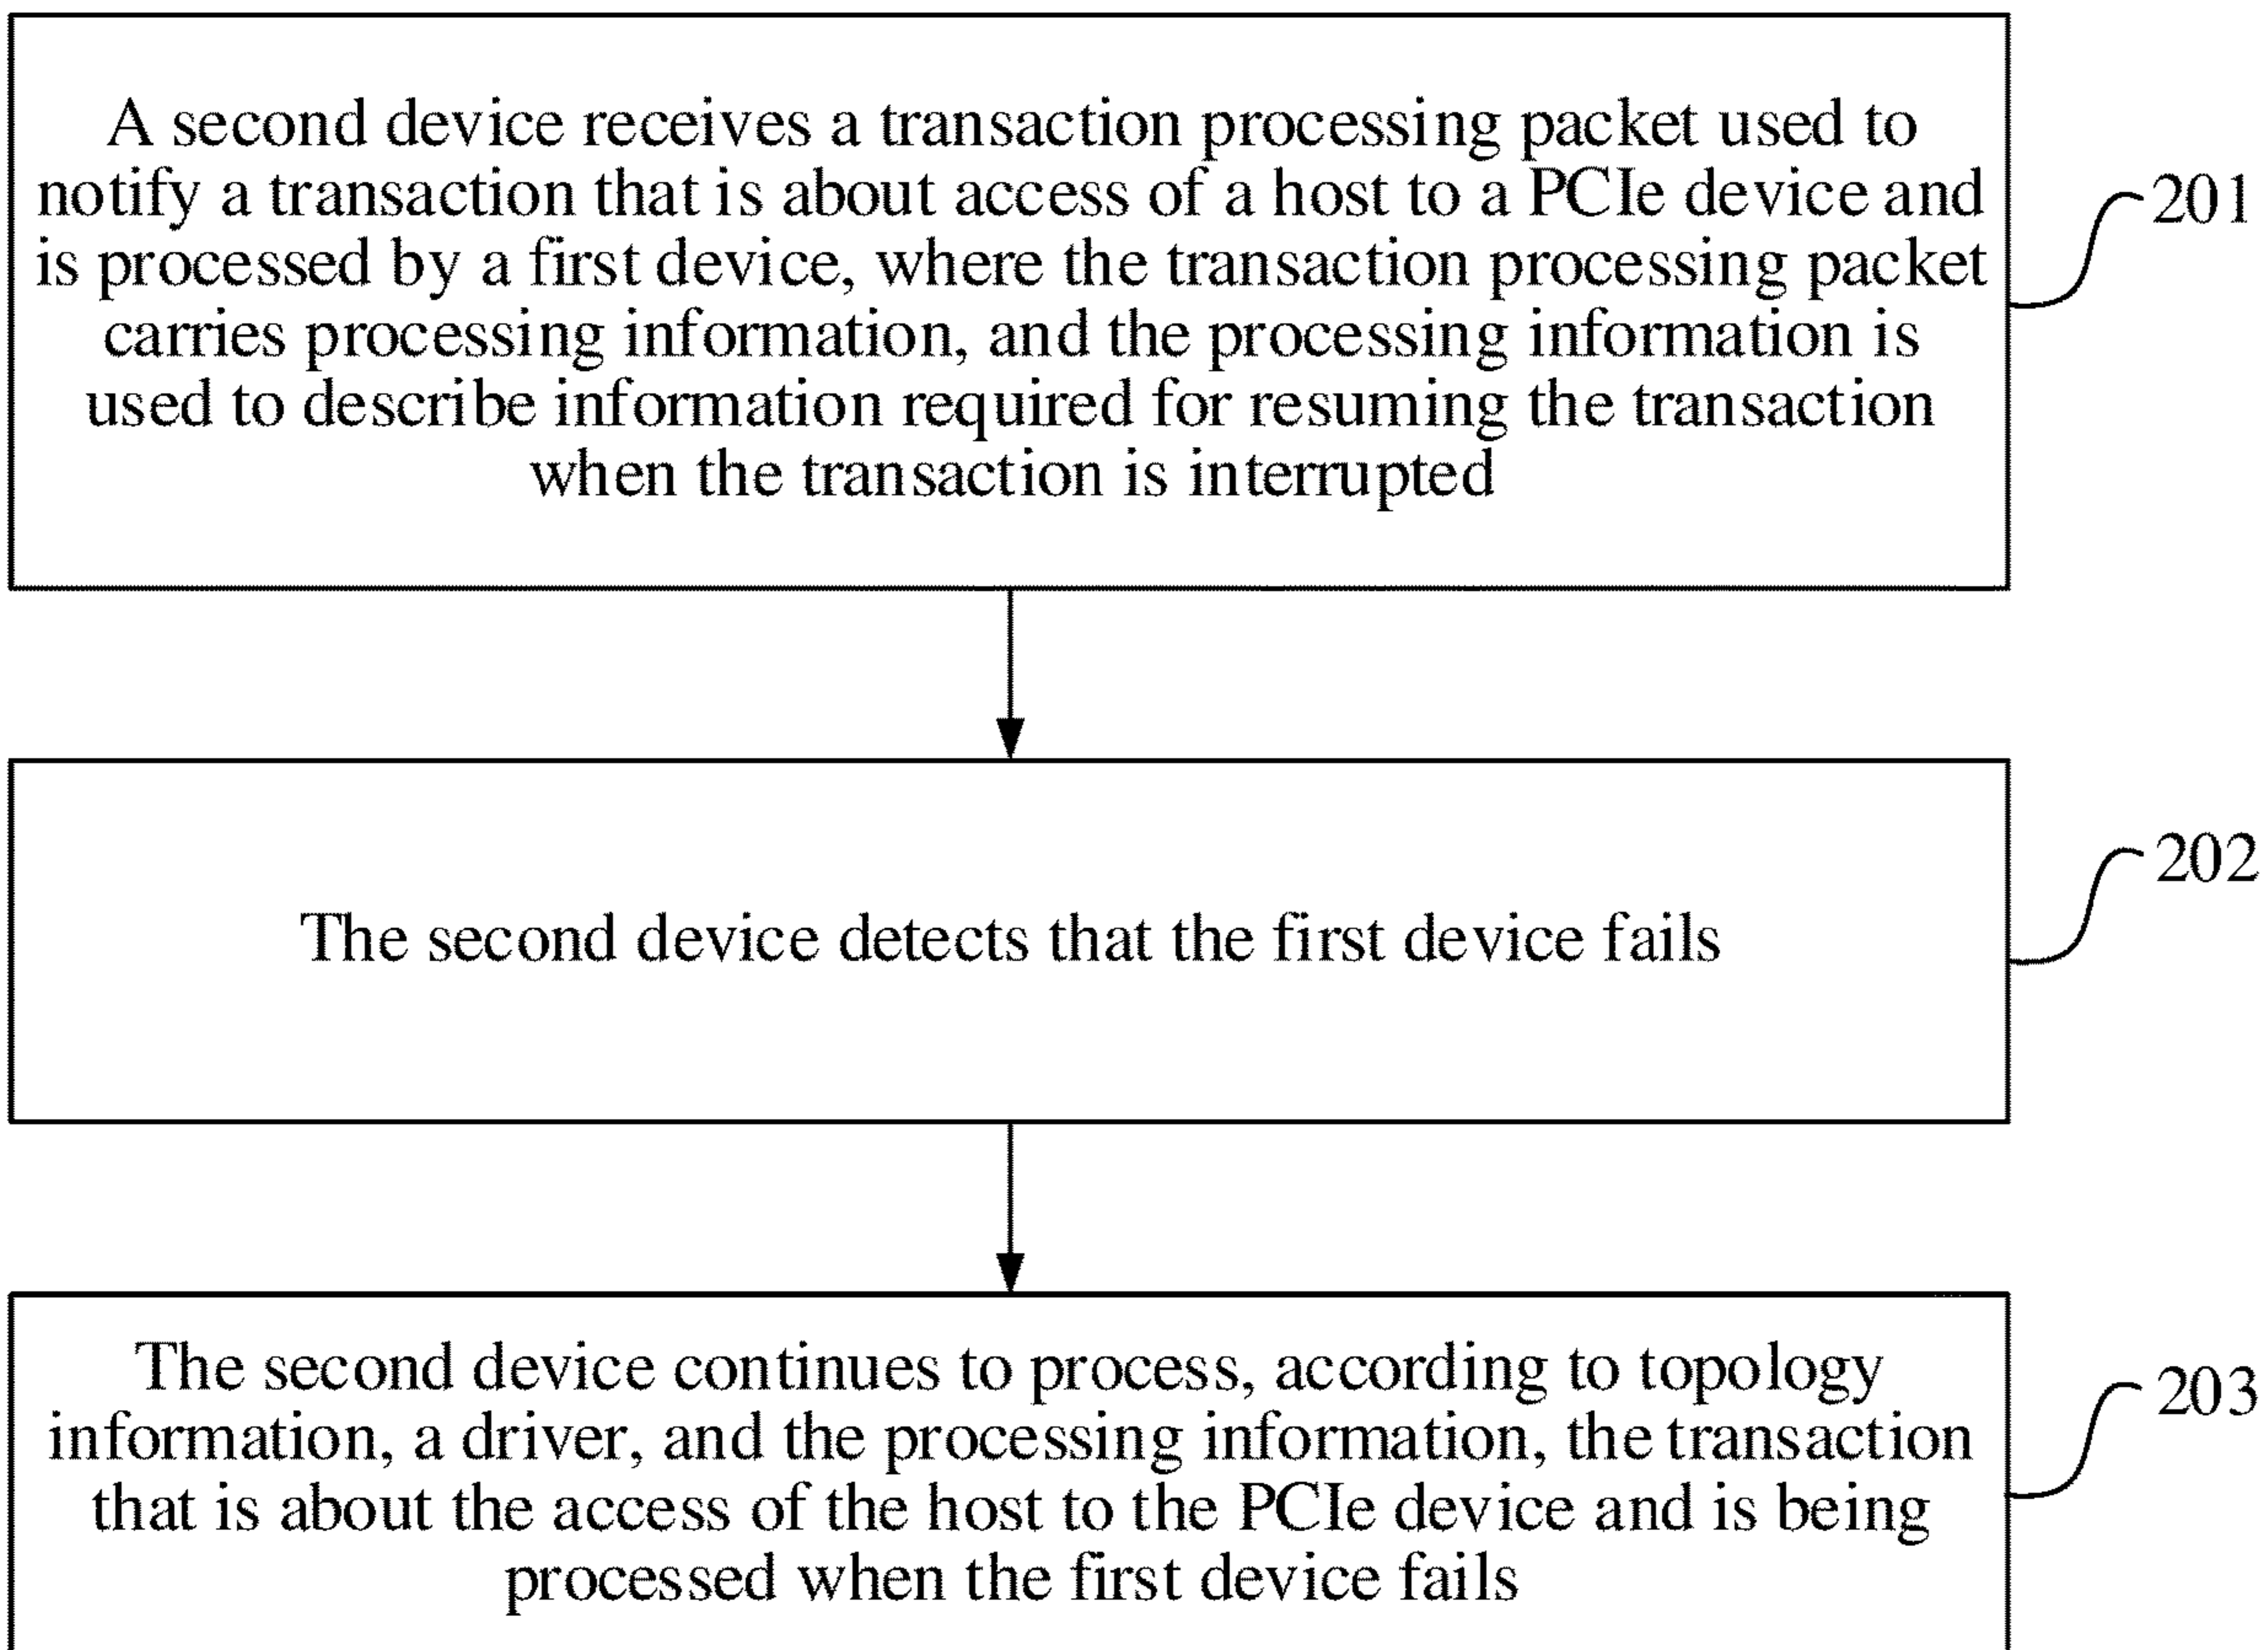 A second device receives a transaction processing packet used to
notify a transaction that is about access of a host to a PCIe device and
is processed by a first device, where the transaction processing packet
carries processing information, and the processing information is
used to describe information required for resuming the transaction
when the transaction is interrupted
201
The second device detects that the first device fails
202
The second device continues to process, according to topology
information, a driver, and the processing information, the transaction
that is about the access of the host to the PCIe device and is being
processed when the first device fails
203